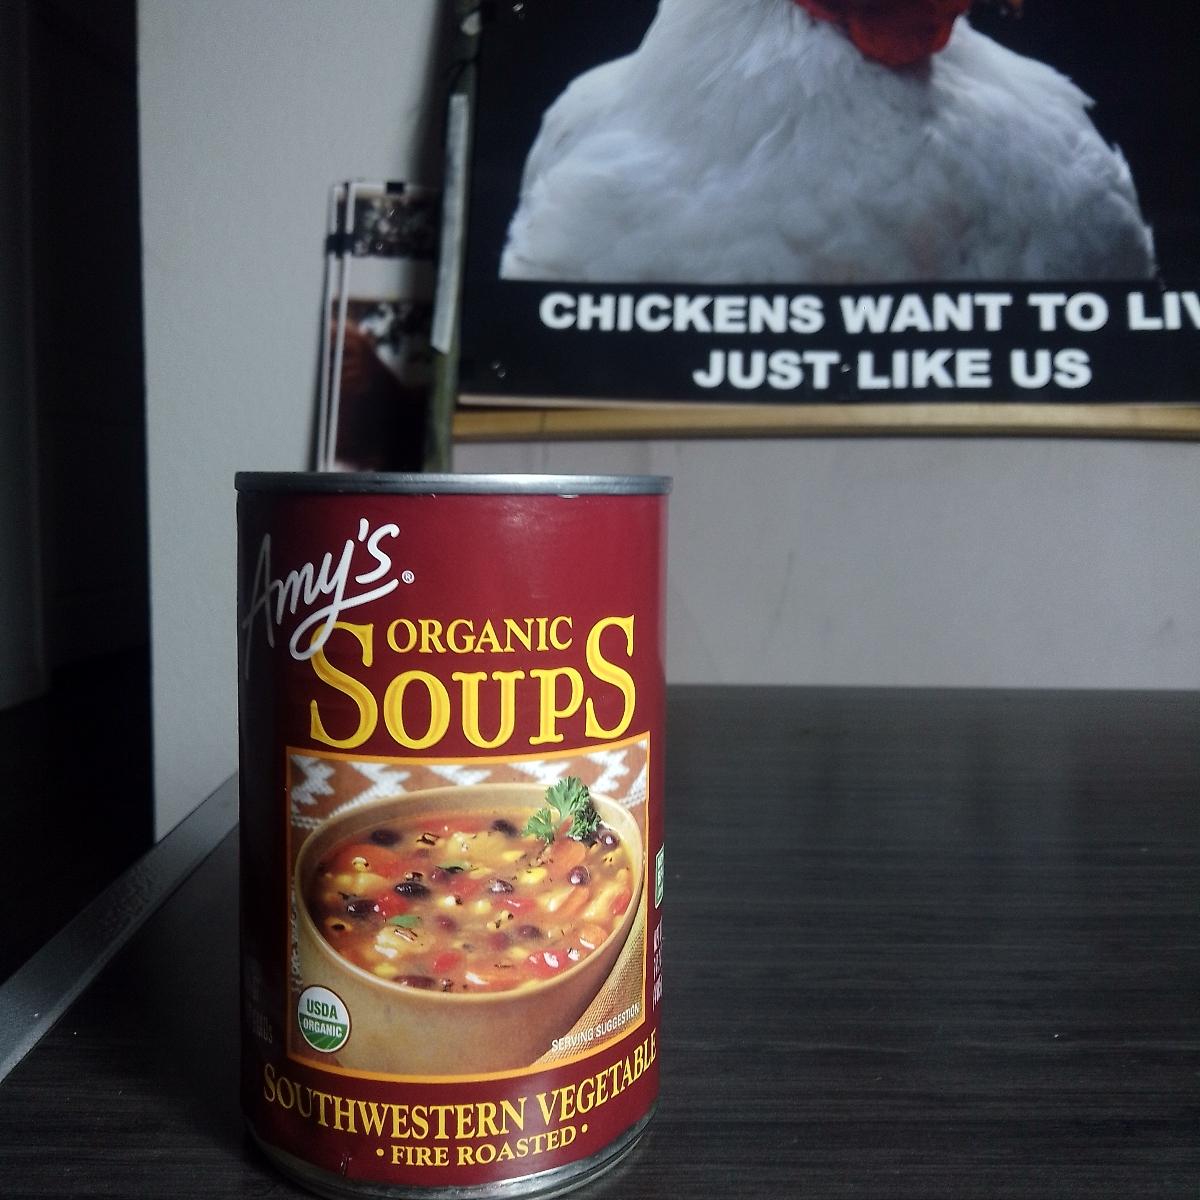 CHICKENS WANT TO LIV
JUST LIKE US
Amy's®
ORGANIC
SOUPS
USDA
ORGANIC
SERVING SUGGESTION
SOUTHWESTERN VEGETABLE
• FIRE ROASTED •